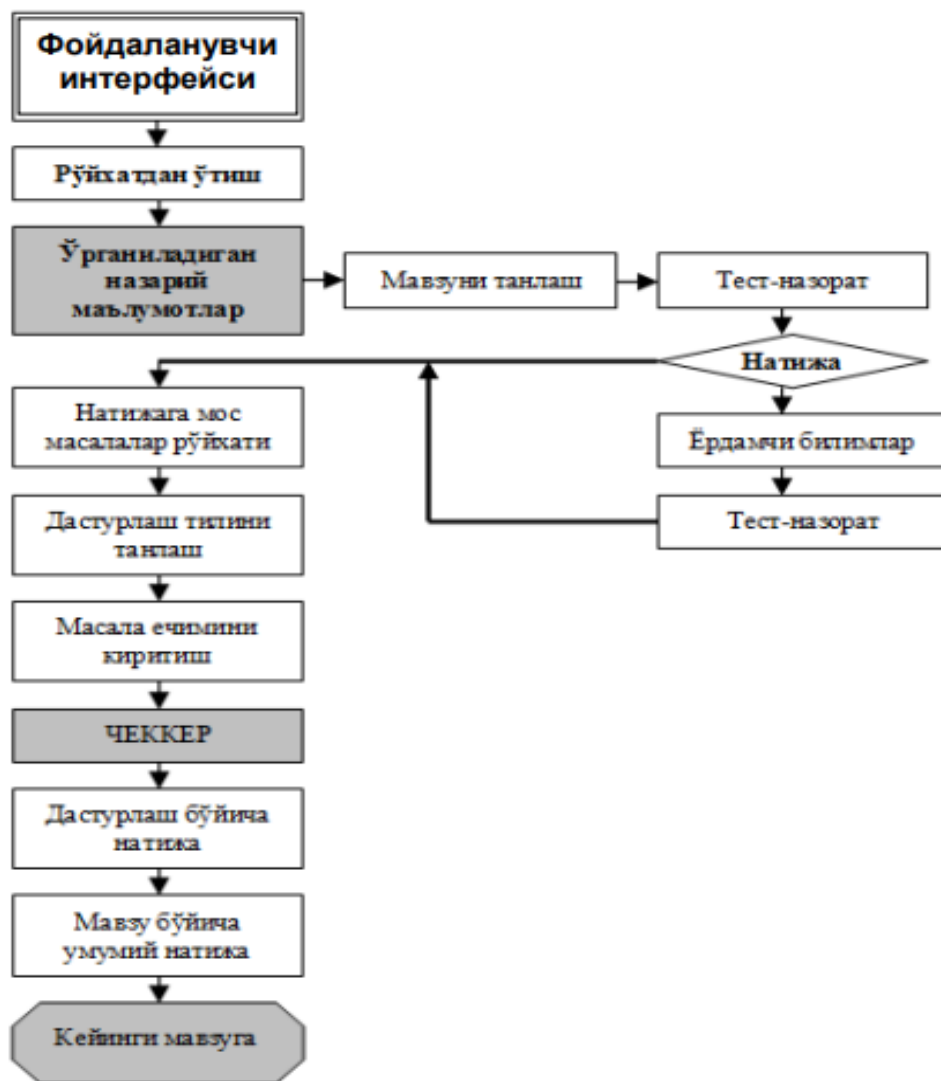 Фойдаланувчи
интерфейси
Рўйхатдан ўтиш
Ўрганиладиган
назарий
маълумотлар
Мавзуни танлаш
Тест-назорат
Натижа
Натижага мос
масалалар рўйхати
Ёрдамчи билимлар
Дастурлаш тилини
танлаш
Тест-назорат
Масала ечимини
киритиш
ЧЕККЕР
Дастурлаш бўйича
натижа
Мавзу бўйича
умумий натижа
Кейинги мавзуга